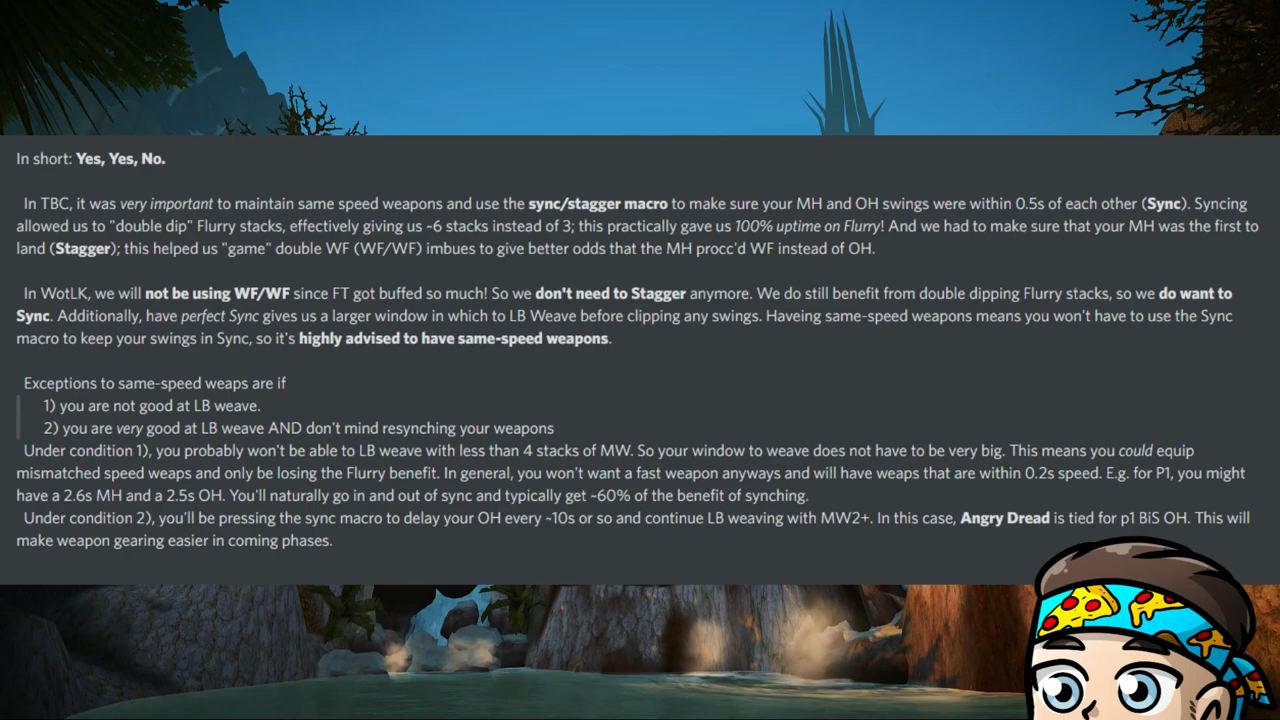 In short: Yes, Yes, No.
In TBC, it was very important to maintain same speed weapons and use the sync/stagger macro to make sure your MH and OH swings were within 0.5s of each other (Sync). Syncing
allowed us to "double dip" Flurry stacks, effectively giving us ~6 stacks instead of 3; this practically gave us 100% uptime on Flurry! And we had to make sure that your MH was the first to
land (Stagger); this helped us "game" double WF (WF/WF) imbues to give better odds that the MH procc'd WF instead of OH.
In WotLK, we will not be using WF/WF since FT got buffed so much! So we don't need to Stagger anymore. We do still benefit from double dipping Flurry stacks, so we do want to
Sync. Additionally, have perfect Sync gives us a larger window in which to LB Weave before clipping any swings. Haveing same-speed weapons means you won't have to use the Sync
macro to keep your swings in Sync, so it's highly advised to have same-speed weapons.
Exceptions to same-speed weaps are if
1) you are not good at LB weave.
2) you are very good at LB weave AND don't mind resynching your weapons
Under condition 1), you probably won't be able to LB weave with less than 4 stacks of MW. So your window to weave does not have to be very big. This means you could equip
mismatched speed weaps and only be losing the Flurry benefit. In general, you won't want a fast weapon anyways and will have weaps that are within 0.2s speed. E.g. for P1, you might
have a 2.6s MH and a 2.5s OH. You'll naturally go in and out of sync and typically get ~60% of the benefit of synching.
Under condition 2), you'll be pressing the sync macro to delay your OH every ~10s or so and continue LB weaving with MW2+. In this case, Angry Dread is tied for p1 BiS OH. This will
make weapon gearing easier in coming phases.